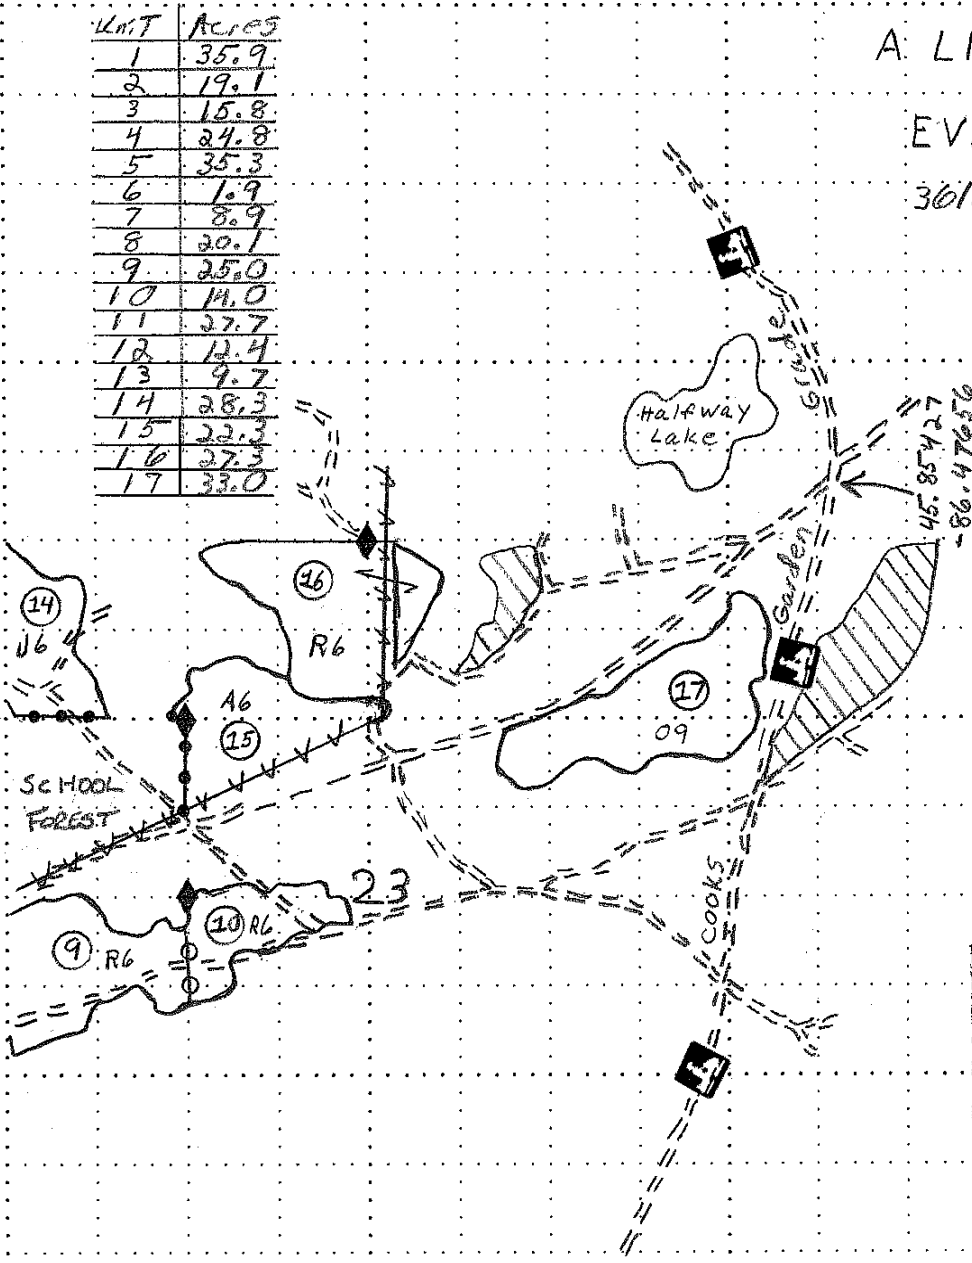 Unit Acres
1 35.9
2 19.1
3 15.8
4 24.8
5 35.3
6 1.9
7 8.9
8 20.1
9 25.0
10 14.0
11 27.7
12 12.4
13 9.7
14 28.3
15 22.3
16 27.3
17 33.0
A LI
EV
361
Halfway
Lake
Grade
45.85427
-86.47656
Garden
16
R6
14
J6
17
O9
A6
15
SCHOOL
FOREST
23
Cooks
10 R6
9 R6